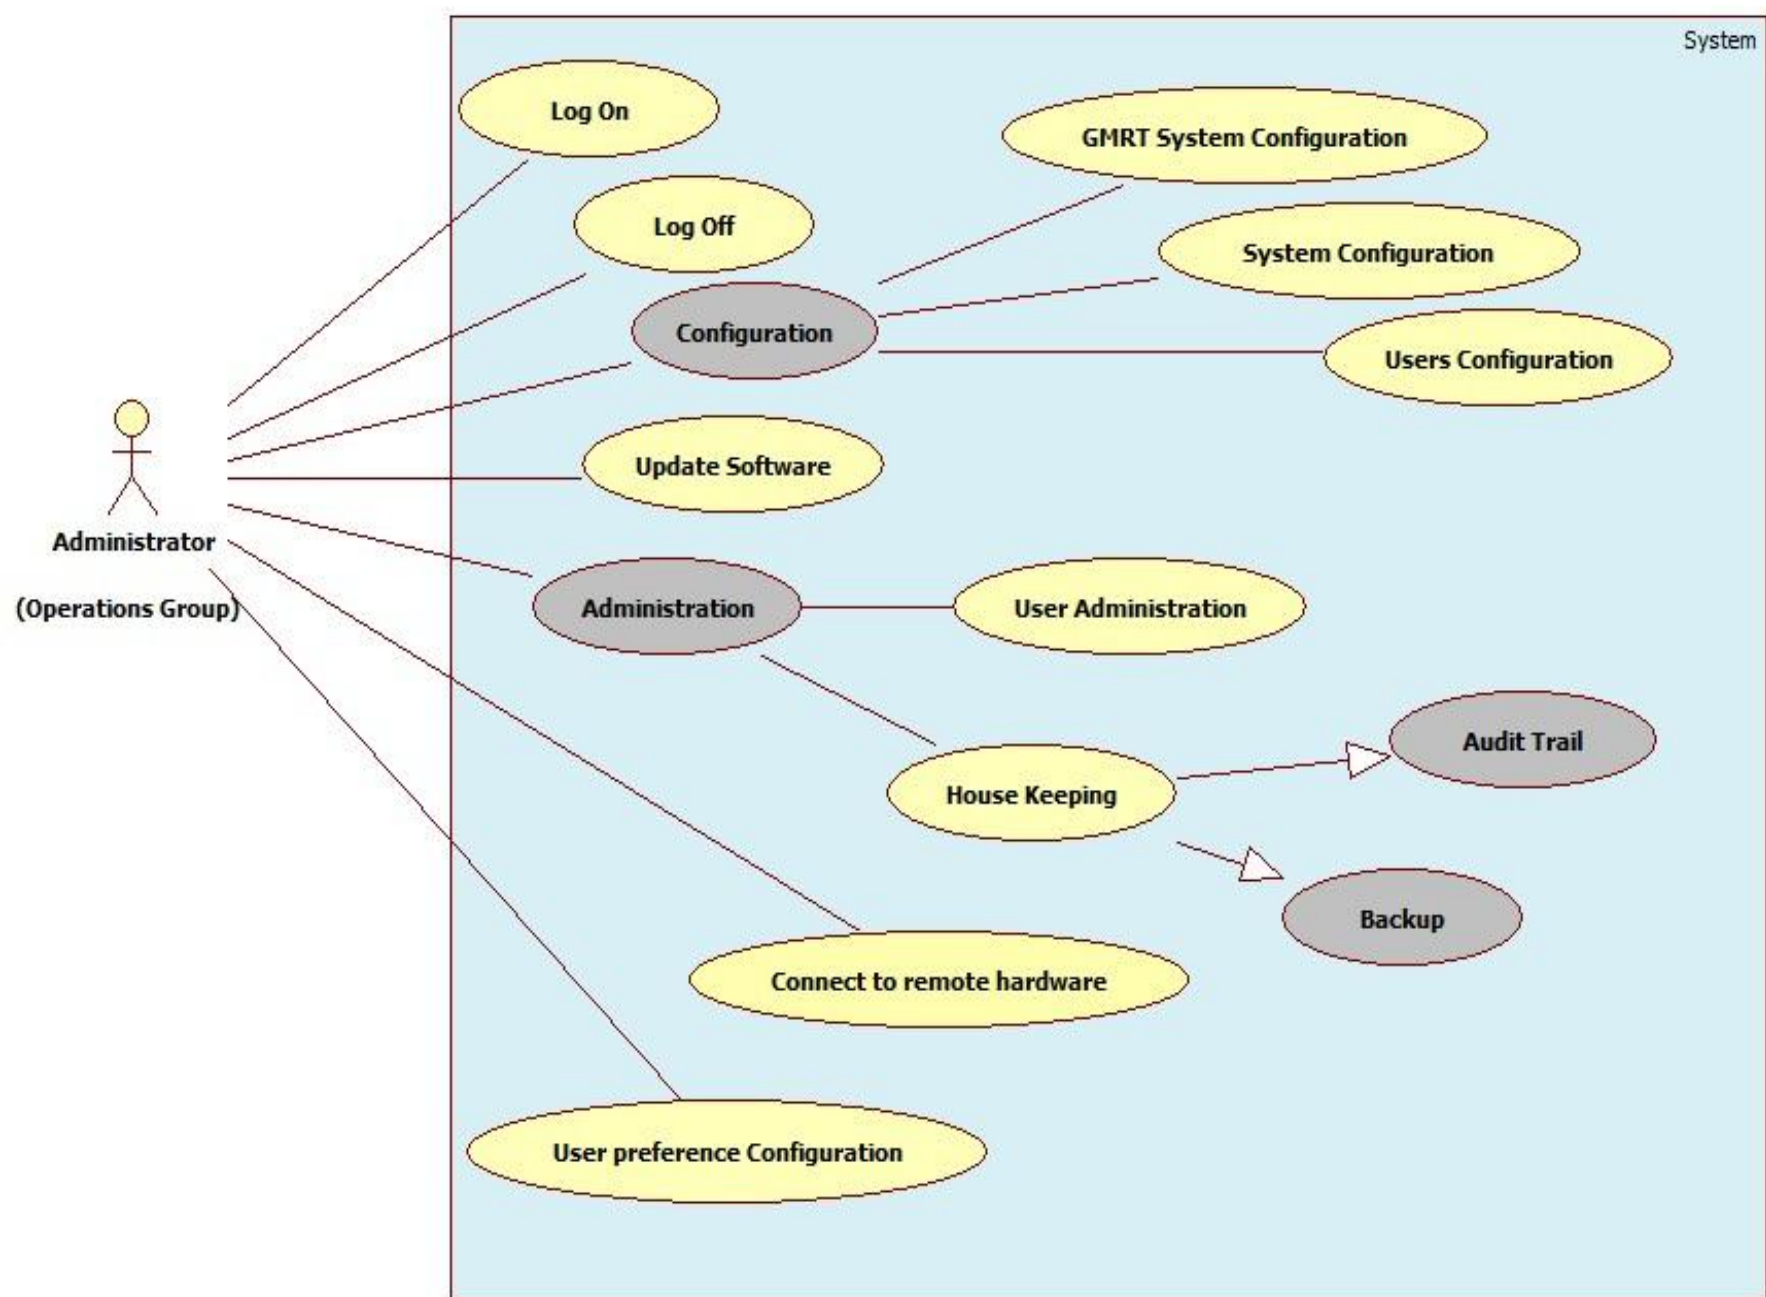 System
Log On
GMRT System Configuration
Log Off
System Configuration
Configuration
Users Configuration
Update Software
Administrator
(Operations Group)
Administration
User Administration
Audit Trail
House Keeping
Backup
Connect to remote hardware
User preference Configuration